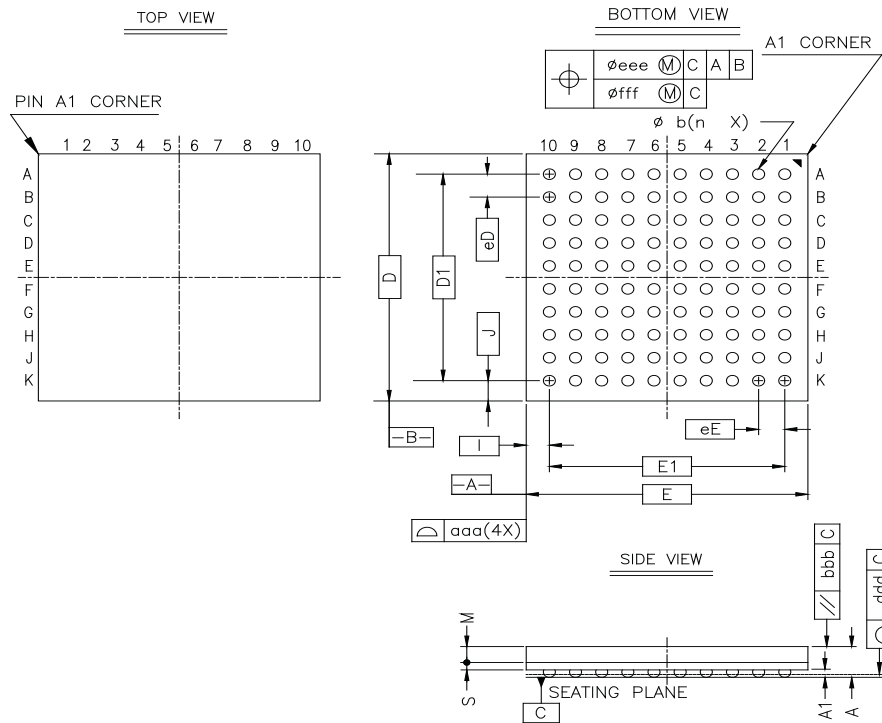 TOP VIEW
BOTTOM VIEW
A1 CORNER
PIN A1 CORNER
øeee Ⓜ C A B
øfff Ⓜ C
ø b(n X)
1 2 3 4 5 6 7 8 9 10
10 9 8 7 6 5 4 3 2 1
A A A
B B
C C
D D
E E
F F
G G
H H
J J
K K
eD
D
D1
J
eE
-B-
I
E1
-A-
E
aaa(4X)
SIDE VIEW
// bbb C
ddd C
M
S
SEATING PLANE
C
A1
A